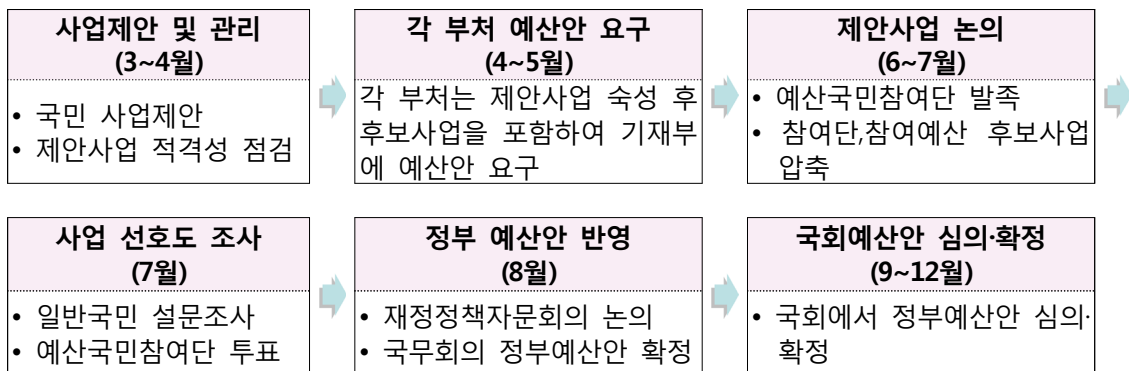 사업제안 및 관리
(3~4월)
• 국민 사업제안
• 제안사업 적격성 점검
각 부처 예산안 요구
(4~5월)
각 부처는 제안사업 숙성 후
후보사업을 포함하여 기재부
에 예산안 요구
제안사업 논의
(6~7월)
• 예산국민참여단 발족
• 참여단,참여예산 후보사업
압축
사업 선호도 조사
(7월)
• 일반국민 설문조사
• 예산국민참여단 투표
정부 예산안 반영
(8월)
• 재정정책자문회의 논의
• 국무회의 정부예산안 확정
국회예산안 심의·확정
(9~12월)
• 국회에서 정부예산안 심의·
확정